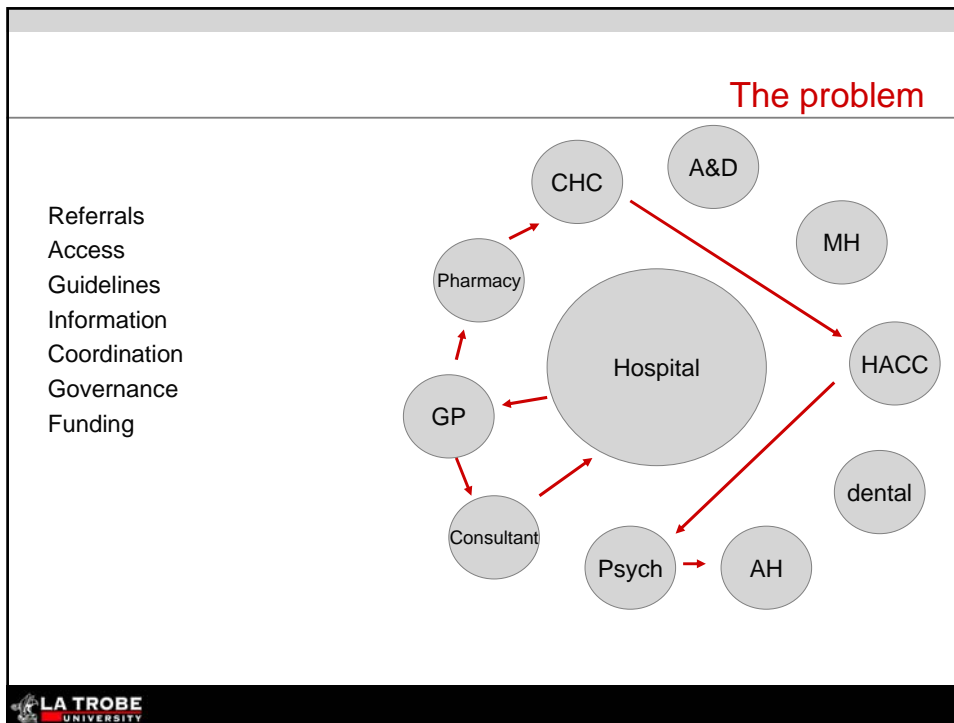 The problem
Referrals
Access
Guidelines
Information
Coordination
Governance
Funding
CHC
A&D
MH
Pharmacy
Hospital
HACC
GP
dental
Consultant
Psych
AH
LA TROBE
UNIVERSITY